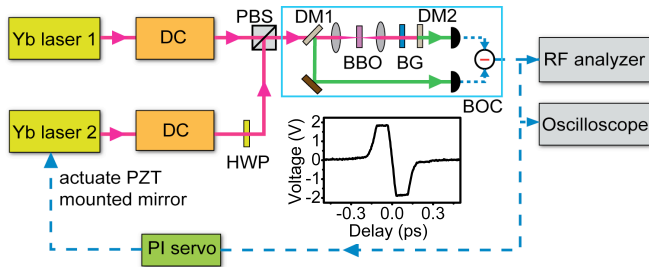 Yb laser 1
DC
PBS
DM1
DM2
BBO
BG
BOC
RF analyzer
Oscilloscope
Yb laser 2
DC
HWP
actuate PZT
mounted mirror
PI servo
Voltage (V)
2
1
0
-1
-2
-0.3
0.0
0.3
Delay (ps)